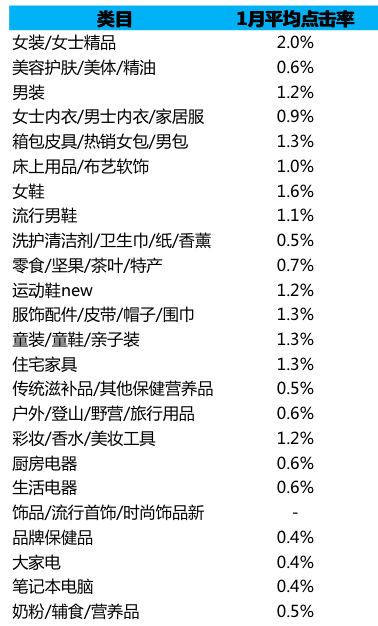 类目 1月平均点击率
女装/女士精品 2.0%
美容护肤/美体/精油 0.6%
男装 1.2%
女士内衣/男士内衣/家居服 0.9%
箱包皮具/热销女包/男包 1.3%
床上用品/布艺软饰 1.0%
女鞋 1.6%
流行男鞋 1.1%
洗护清洁剂/卫生巾/纸/香薰 0.5%
零食/坚果/茶叶/特产 0.7%
运动鞋new 1.2%
服饰配件/皮带/帽子/围巾 1.3%
童装/童鞋/亲子装 1.3%
住宅家具 1.3%
传统滋补品/其他保健营养品 0.5%
户外/登山/野营/旅行用品 0.6%
彩妆/香水/美妆工具 1.2%
厨房电器 0.6%
生活电器 0.6%
饰品/流行首饰/时尚饰品新 -
品牌保健品 0.4%
大家电 0.4%
笔记本电脑 0.4%
奶粉/辅食/营养品 0.5%